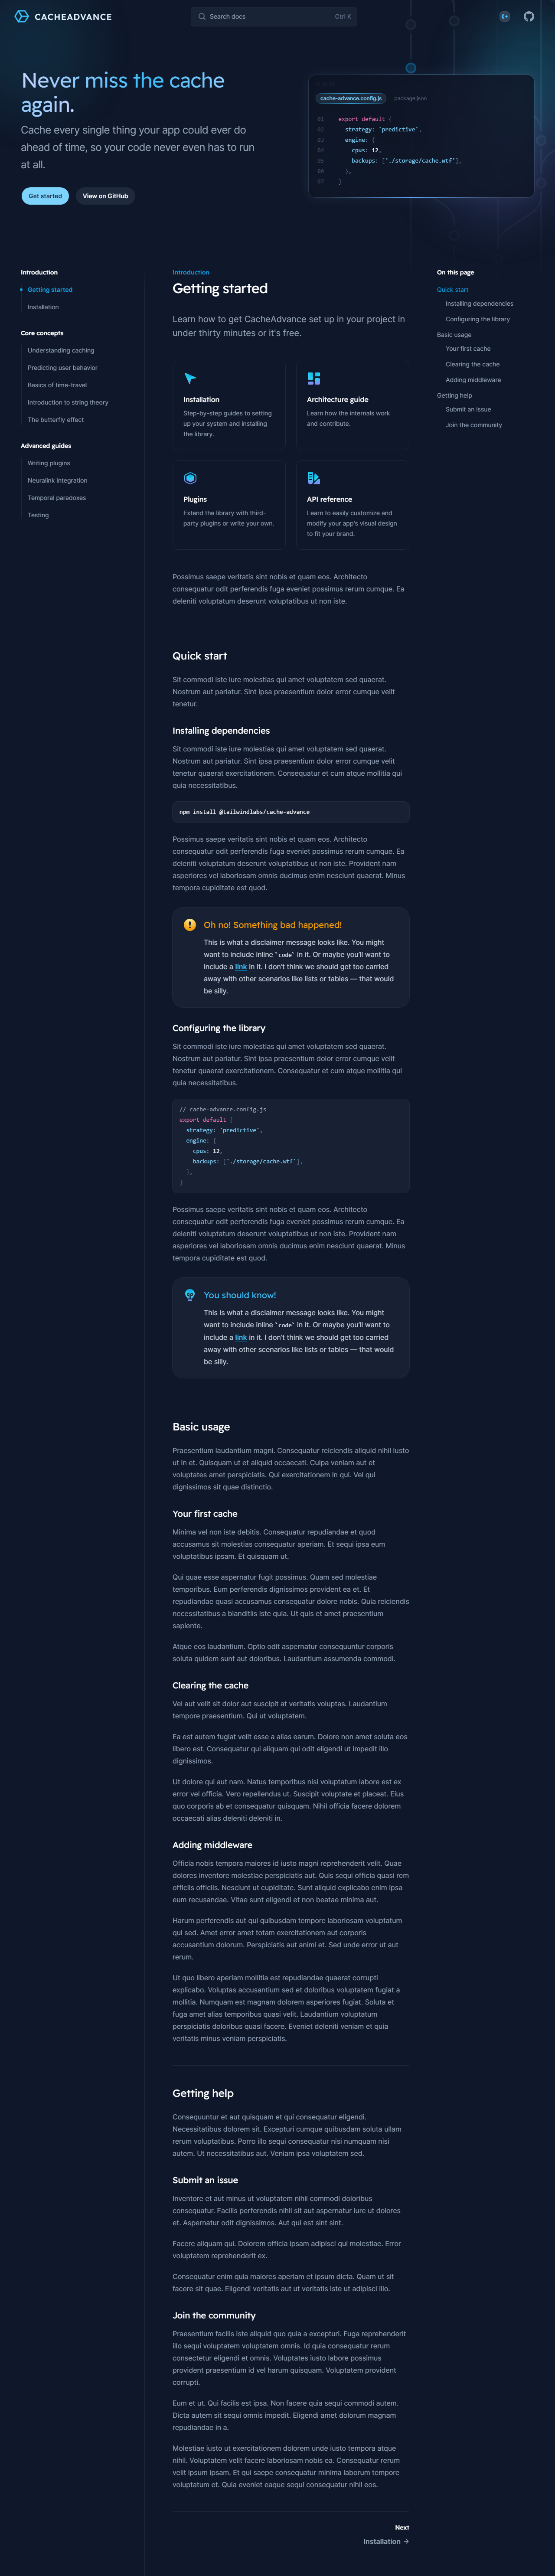 CACHEADVANCE
Search docs
Ctrl K
Never miss the cache
again.
Cache every single thing your app could ever do
ahead of time, so your code never even has to run
at all.
Get started
View on GitHub
cache-advance.config.js
package.json
01 export default {
02 strategy: 'predictive',
03 engine: {
04 cpus: 12,
05 backups: ['./storage/cache.wtf'],
06 },
07 }
Introduction
Getting started
Installation
Core concepts
Understanding caching
Predicting user behavior
Basics of time-travel
Introduction to string theory
The butterfly effect
Advanced guides
Writing plugins
Neuralink integration
Temporal paradoxes
Testing
Introduction
Getting started
Learn how to get CacheAdvance set up in your project in
under thirty minutes or it's free.
Installation
Step-by-step guides to setting
up your system and installing
the library.
Architecture guide
Learn how the internals work
and contribute.
Plugins
Extend the library with third-
party plugins or write your own.
API reference
Learn to easily customize and
modify your app's visual design
to fit your brand.
Possimus saepe veritatis sint nobis et quam eos. Architecto
consequatur odit perferendis fuga eveniet possimus rerum cumque. Ea
deleniti voluptatum deserunt voluptatibus ut non iste.
Quick start
Sit commodi iste iure molestias qui amet voluptatem sed quaerat.
Nostrum aut pariatur. Sint ipsa praesentium dolor error cumque velit
tenetur.
Installing dependencies
Sit commodi iste iure molestias qui amet voluptatem sed quaerat.
Nostrum aut pariatur. Sint ipsa praesentium dolor error cumque velit
tenetur quaerat exercitationem. Consequatur et cum atque mollitia qui
quia necessitatibus.
npm install @tailwindlabs/cache-advance
Possimus saepe veritatis sint nobis et quam eos. Architecto
consequatur odit perferendis fuga eveniet possimus rerum cumque. Ea
deleniti voluptatum deserunt voluptatibus ut non iste. Provident nam
asperiores vel laboriosam omnis ducimus enim nesciunt quaerat. Minus
tempora cupiditate est quod.
Oh no! Something bad happened!
This is what a disclaimer message looks like. You might
want to include inline `code` in it. Or maybe you'll want to
include a link in it. I don't think we should get too carried
away with other scenarios like lists or tables — that would
be silly.
Configuring the library
Sit commodi iste iure molestias qui amet voluptatem sed quaerat.
Nostrum aut pariatur. Sint ipsa praesentium dolor error cumque velit
tenetur quaerat exercitationem. Consequatur et cum atque mollitia qui
quia necessitatibus.
// cache-advance.config.js
export default {
strategy: 'predictive',
engine: {
cpus: 12,
backups: ['./storage/cache.wtf'],
},
}
Possimus saepe veritatis sint nobis et quam eos. Architecto
consequatur odit perferendis fuga eveniet possimus rerum cumque. Ea
deleniti voluptatum deserunt voluptatibus ut non iste. Provident nam
asperiores vel laboriosam omnis ducimus enim nesciunt quaerat. Minus
tempora cupiditate est quod.
You should know!
This is what a disclaimer message looks like. You might
want to include inline `code` in it. Or maybe you'll want to
include a link in it. I don't think we should get too carried
away with other scenarios like lists or tables — that would
be silly.
Basic usage
Praesentium laudantium magni. Consequatur reiciendis aliquid nihil iusto
ut in et. Quisquam ut et aliquid occaecati. Culpa veniam aut et
voluptates amet perspiciatis. Qui exercitationem in qui. Vel qui
dignissimos sit quae distinctio.
Your first cache
Minima vel non iste debitis. Consequatur repudiandae et quod
accusamus sit molestias consequatur aperiam. Et sequi ipsa eum
voluptatibus ipsam. Et quisquam ut.
Qui quae esse aspernatur fugit possimus. Quam sed molestiae
temporibus. Eum perferendis dignissimos provident ea et. Et
repudiandae quasi accusamus consequatur dolore nobis. Quia reiciendis
necessitatibus a blanditiis iste quia. Ut quis et amet praesentium
sapiente.
Atque eos laudantium. Optio odit aspernatur consequuntur corporis
soluta quidem sunt aut doloribus. Laudantium assumenda commodi.
Clearing the cache
Vel aut velit sit dolor aut suscipit at veritatis voluptas. Laudantium
tempore praesentium. Qui ut voluptatem.
Ea est autem fugiat velit esse a alias earum. Dolore non amet soluta eos
libero est. Consequatur qui aliquam qui odit eligendi ut impedit illo
dignissimos.
Ut dolore qui aut nam. Natus temporibus nisi voluptatum labore est ex
error vel officia. Vero repellendus ut. Suscipit voluptate et placeat. Eius
quo corporis ab et consequatur quisquam. Nihil officia facere dolorem
occaecati alias deleniti deleniti in.
Adding middleware
Officia nobis tempora maiores id iusto magni reprehenderit velit. Quae
dolores inventore molestiae perspiciatis aut. Quis sequi officia quasi rem
officiis officiis. Nesciunt ut cupiditate. Sunt aliquid explicabo enim ipsa
eum recusandae. Vitae sunt eligendi et non beatae minima aut.
Harum perferendis aut qui quibusdam tempore laboriosam voluptatum
qui sed. Amet error amet totam exercitationem aut corporis
accusantium dolorum. Perspiciatis aut animi et. Sed unde error ut aut
rerum.
Ut quo libero aperiam mollitia est repudiandae quaerat corrupti
explicabo. Voluptas accusantium sed et doloribus voluptatem fugiat a
mollitia. Numquam est magnam dolorem asperiores fugiat. Soluta et
fuga amet alias temporibus quasi velit. Laudantium voluptatum
perspiciatis doloribus quasi facere. Eveniet deleniti veniam et quia
veritatis minus veniam perspiciatis.
Getting help
Consequuntur et aut quisquam et qui consequatur eligendi.
Necessitatibus dolorem sit. Excepturi cumque quibusdam soluta ullam
rerum voluptatibus. Porro illo sequi consequatur nisi numquam nisi
autem. Ut necessitatibus aut. Veniam ipsa voluptatem sed.
Submit an issue
Inventore et aut minus ut voluptatem nihil commodi doloribus
consequatur. Facilis perferendis nihil sit aut aspernatur iure ut dolores
et. Aspernatur odit dignissimos. Aut qui est sint sint.
Facere aliquam qui. Dolorem officia ipsam adipisci qui molestiae. Error
voluptatem reprehenderit ex.
Consequatur enim quia maiores aperiam et ipsum dicta. Quam ut sit
facere sit quae. Eligendi veritatis aut ut veritatis iste ut adipisci illo.
Join the community
Praesentium facilis iste aliquid quo quia a excepturi. Fuga reprehenderit
illo sequi voluptatem voluptatem omnis. Id quia consequatur rerum
consectetur eligendi et omnis. Voluptates iusto labore possimus
provident praesentium id vel harum quisquam. Voluptatem provident
corrupti.
Eum et ut. Qui facilis est ipsa. Non facere quia sequi commodi autem.
Dicta autem sit sequi omnis impedit. Eligendi amet dolorum magnam
repudiandae in a.
Molestiae iusto ut exercitationem dolorem unde iusto tempora atque
nihil. Voluptatem velit facere laboriosam nobis ea. Consequatur rerum
velit ipsum ipsam. Et qui saepe consequatur minima laborum tempore
voluptatum et. Quia eveniet eaque sequi consequatur nihil eos.
Next
Installation →
On this page
Quick start
Installing dependencies
Configuring the library
Basic usage
Your first cache
Clearing the cache
Adding middleware
Getting help
Submit an issue
Join the community